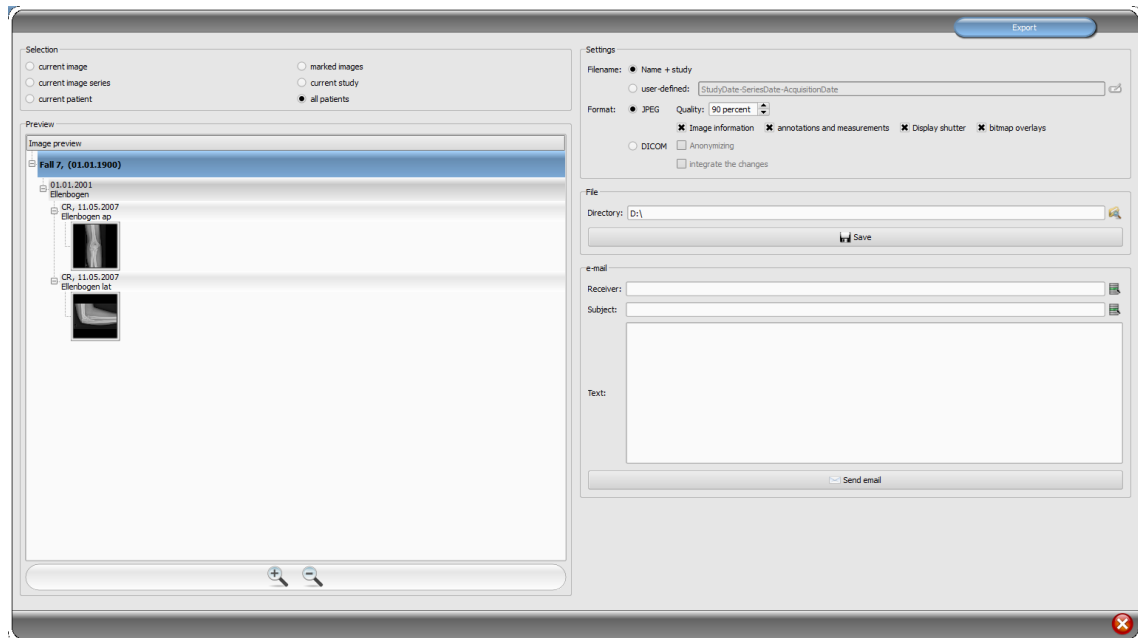 Export
Selection
current image
marked images
current image series
current study
current patient
all patients
Preview
Image preview
Fall 7, (01.01.1900)
01.01.2001
Ellenbogen
CR, 11.05.2007
Ellenbogen ap
CR, 11.05.2007
Ellenbogen lat
Settings
Filename: Name + study
user-defined: StudyDate-SeriesDate-AcquisitionDate
Format: JPEG Quality: 90 percent
Image information annotations and measurements Display shutter bitmap overlays
DICOM Anonymizing
integrate the changes
File
Directory: D:\
Save
e-mail
Receiver:
Subject:
Text:
Send email